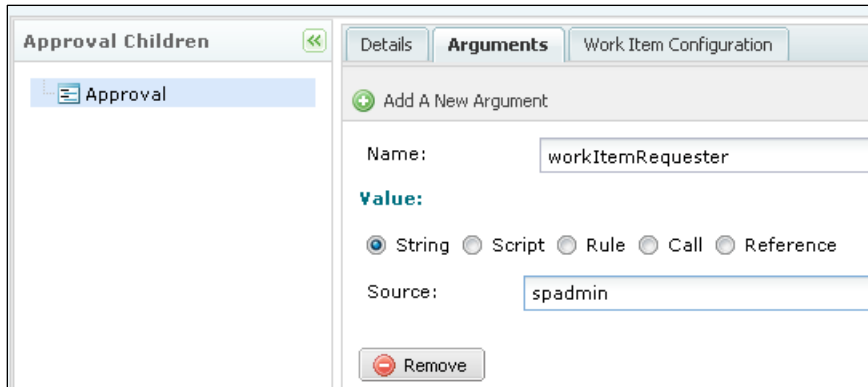 Approval Children
Approval
Details Arguments Work Item Configuration
Add A New Argument
Name: workItemRequester
Value:
String Script Rule Call Reference
Source: spadmin
Remove